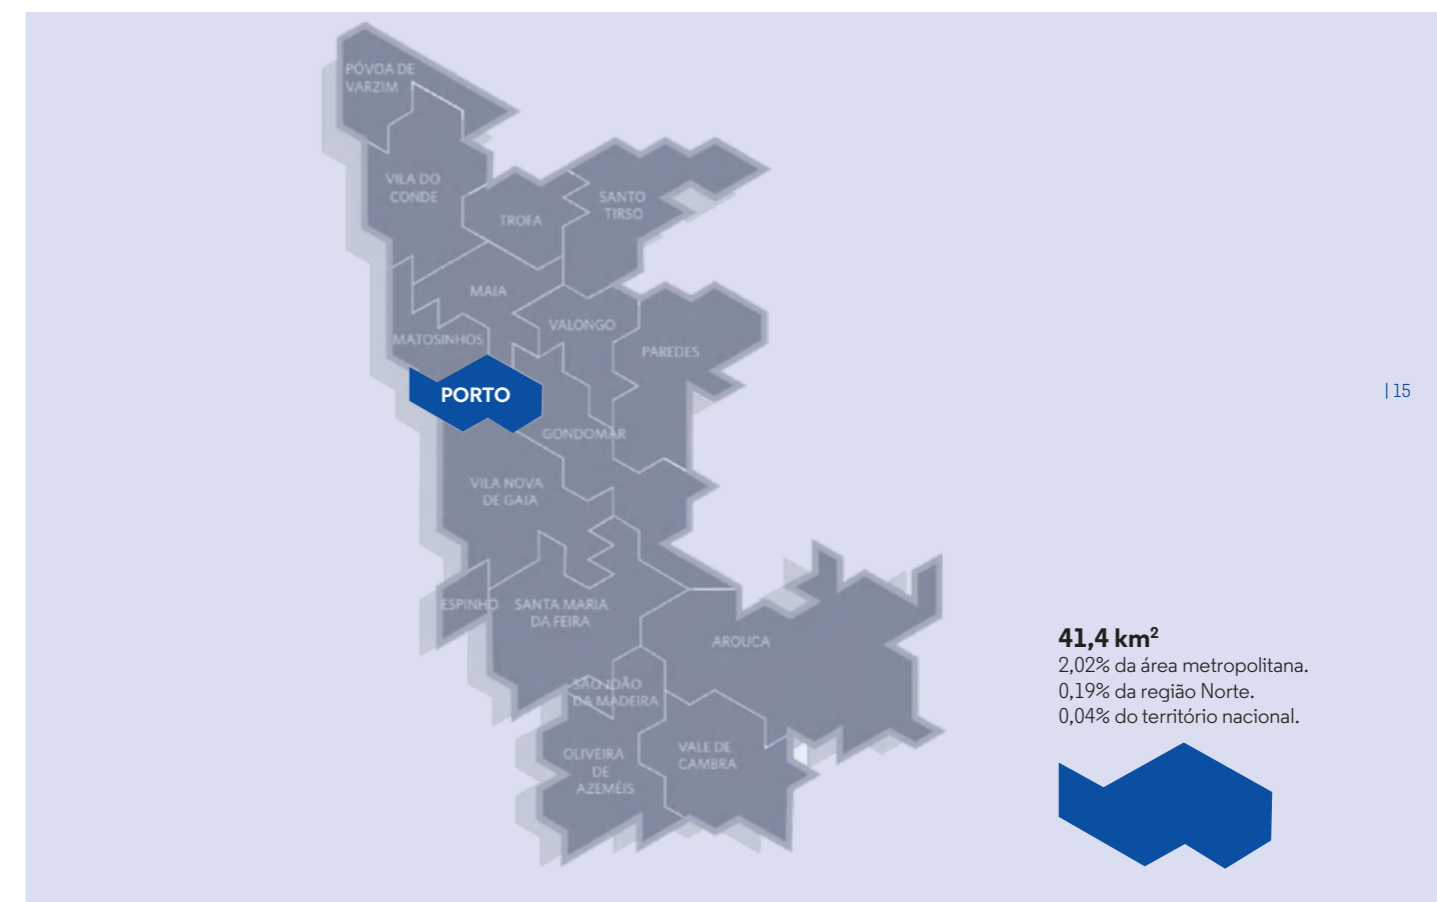 PÓVOA DE
VARZIM
VILA DO
CONDE
TROFA
SANTO
TIRSO
MAIA
VALONGO
MATOSINHOS
PAREDES
PORTO
| 15
GONDOMAR
VILA NOVA
DE GAIA
ESPINHO
SANTA MARIA
DA FEIRA
AROUCA
41,4 km²
2,02% da área metropolitana.
0,19% da região Norte.
0,04% do território nacional.
SÃO JOÃO
DA MADEIRA
OLIVEIRA
DE
AZEMÉIS
VALE DE
CAMBRA